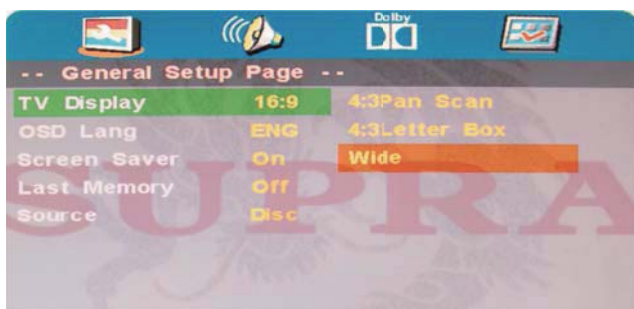 Dolby
-- General Setup Page --
TV Display 16:9 4:3Pan Scan
OSD Lang ENG 4:3Letter Box
Screen Saver On Wide
Last Memory Off
Source Disc
SUPRA